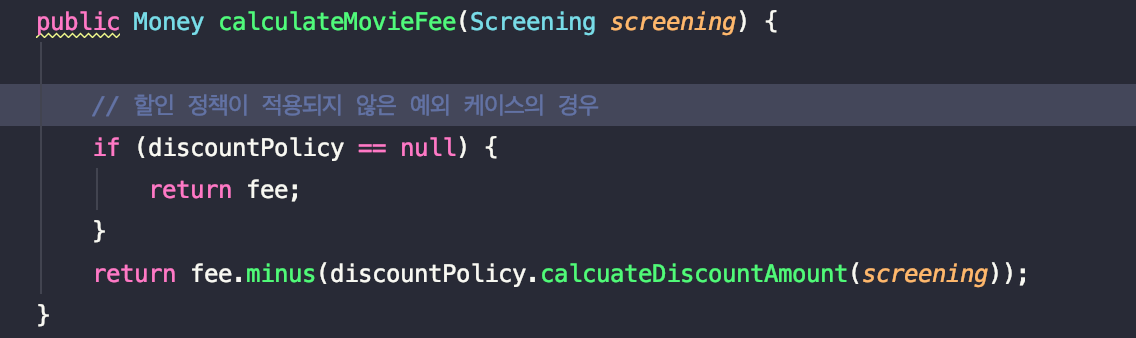 public Money calculateMovieFee(Screening screening) {
// 할인 정책이 적용되지 않은 예외 케이스의 경우
if (discountPolicy == null) {
return fee;
}
return fee.minus(discountPolicy.calcuateDiscountAmount(screening));
}